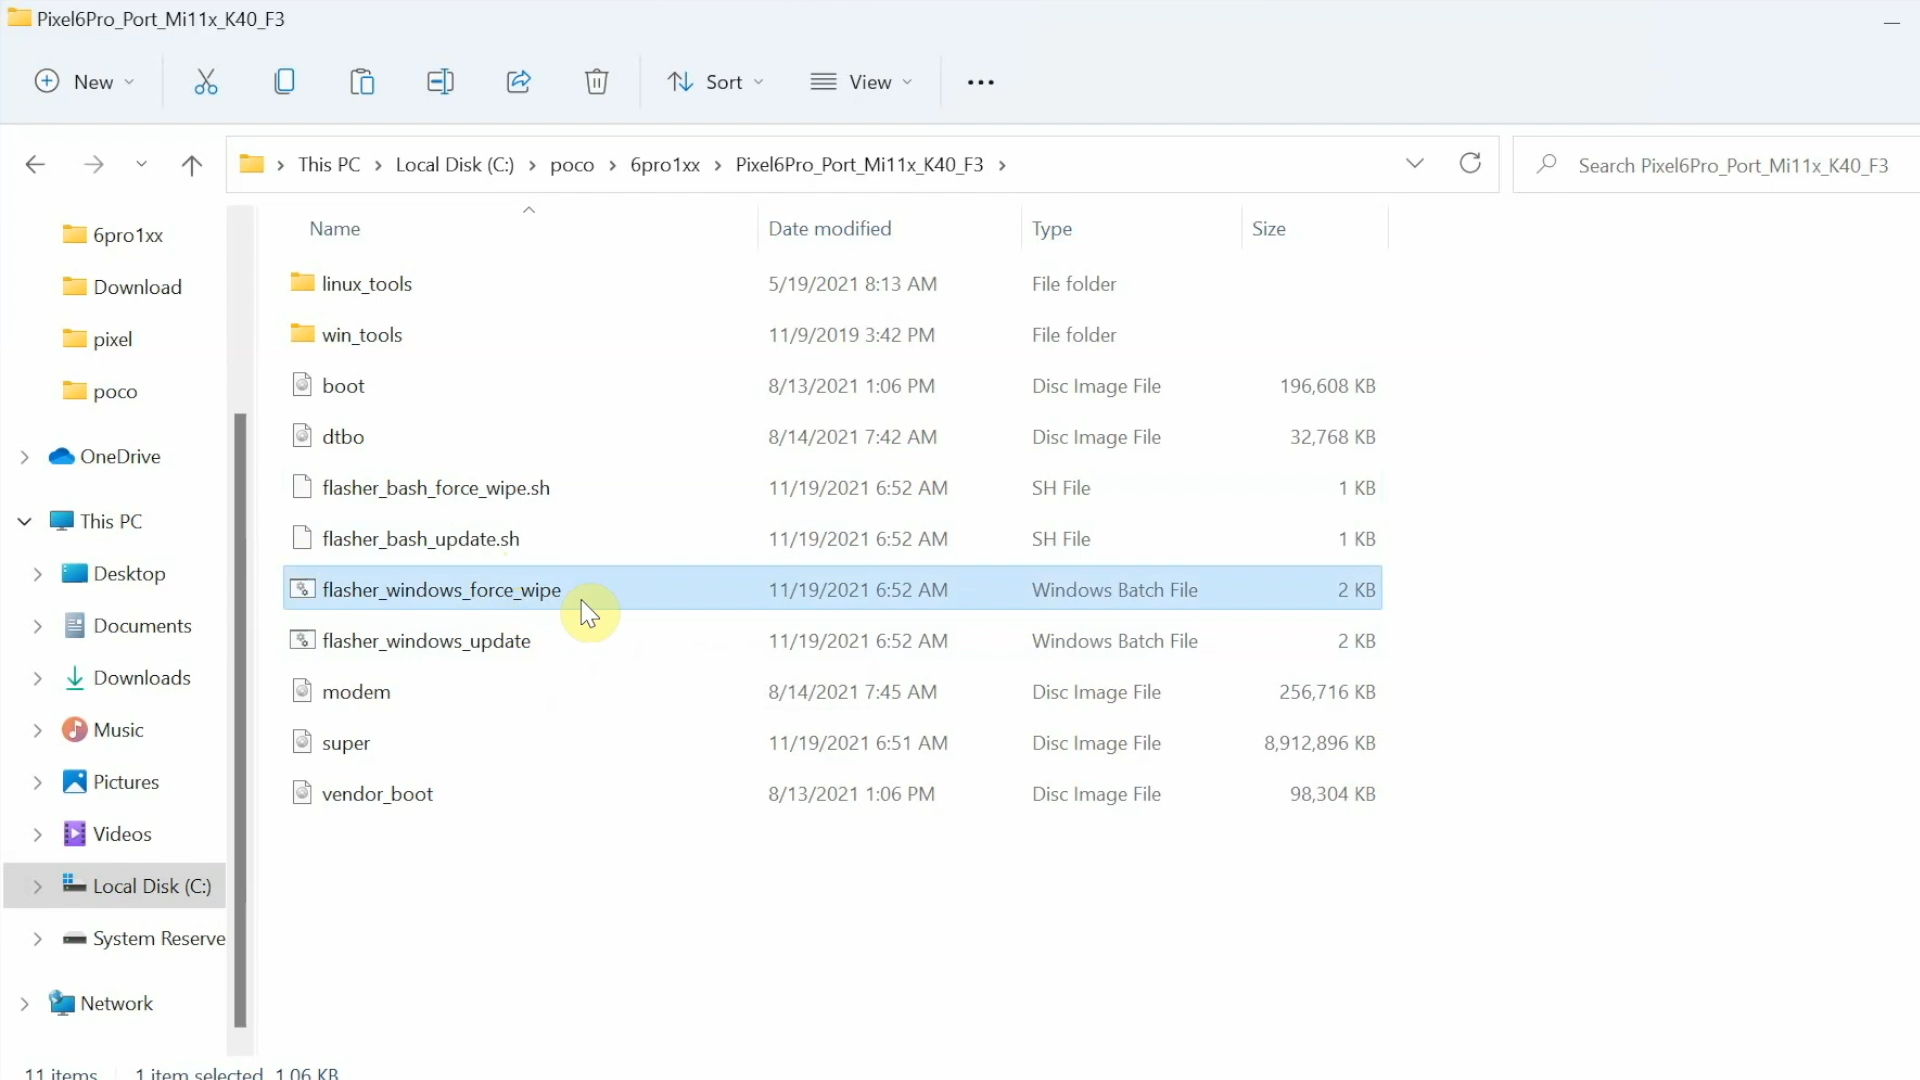 Pixel6Pro_Port_Mi11x_K40_F3
New Sort View
This PC Local Disk (C:) poco 6pro1xx Pixel6Pro_Port_Mi11x_K40_F3 Search Pixel6Pro_Port_Mi11x_K40_F3
6pro1xx
Download
pixel
poco
OneDrive
This PC
Desktop
Documents
Downloads
Music
Pictures
Videos
Local Disk (C:)
System Reserve
Network
Name Date modified Type Size
linux_tools 5/19/2021 8:13 AM File folder
win_tools 11/9/2019 3:42 PM File folder
boot 8/13/2021 1:06 PM Disc Image File 196,608 KB
dtbo 8/14/2021 7:42 AM Disc Image File 32,768 KB
flasher_bash_force_wipe.sh 11/19/2021 6:52 AM SH File 1 KB
flasher_bash_update.sh 11/19/2021 6:52 AM SH File 1 KB
flasher_windows_force_wipe 11/19/2021 6:52 AM Windows Batch File 2 KB
flasher_windows_update 11/19/2021 6:52 AM Windows Batch File 2 KB
modem 8/14/2021 7:45 AM Disc Image File 256,716 KB
super 11/19/2021 6:51 AM Disc Image File 8,912,896 KB
vendor_boot 8/13/2021 1:06 PM Disc Image File 98,304 KB
11 items 1 item selected 1.06 KB